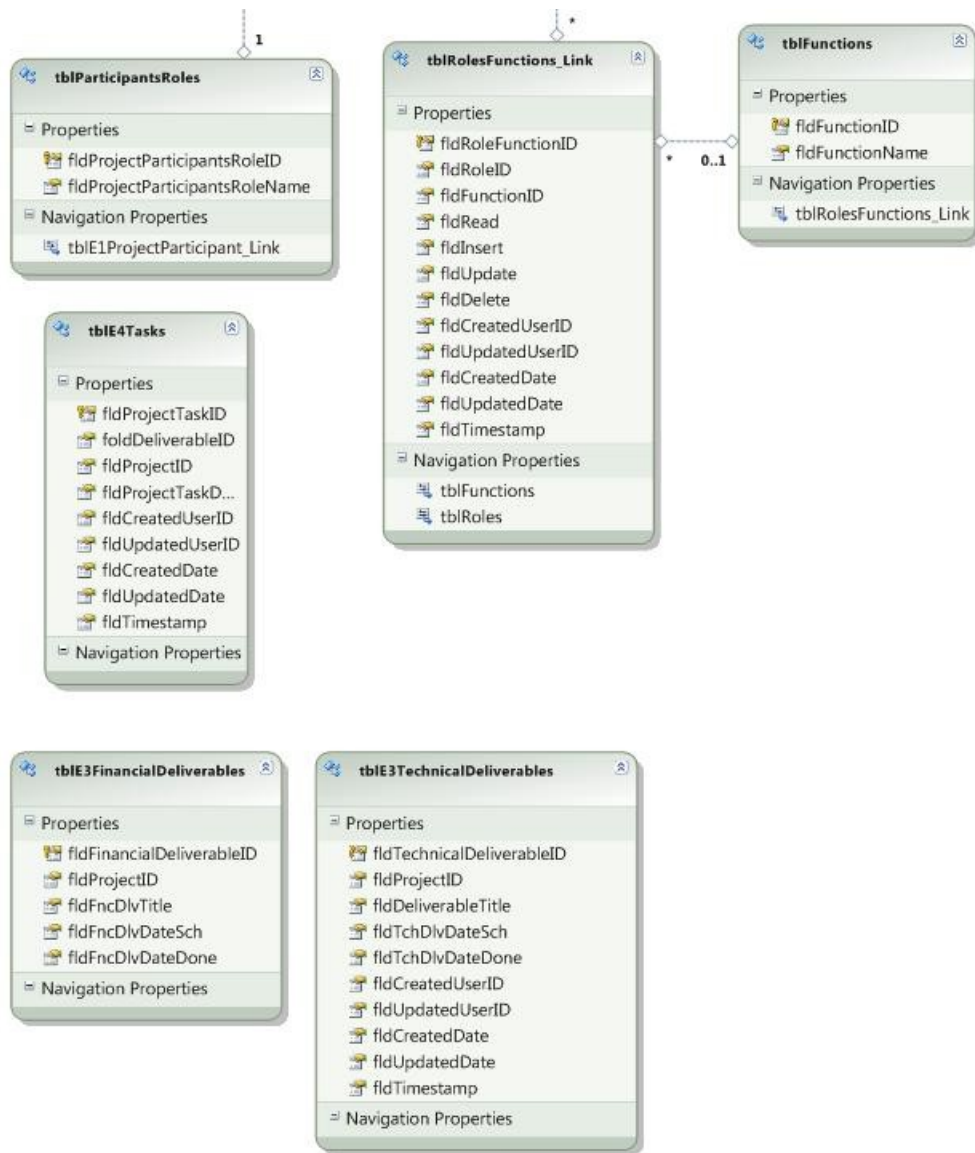 1
*
tblParticipantsRoles
Properties
fldProjectParticipantsRoleID
fldProjectParticipantsRoleName
Navigation Properties
tblE1ProjectParticipant_Link
tblRolesFunctions_Link
Properties
fldRoleFunctionID
fldRoleID
fldFunctionID
fldRead
fldInsert
fldUpdate
fldDelete
fldCreatedUserID
fldUpdatedUserID
fldCreatedDate
fldUpdatedDate
fldTimestamp
Navigation Properties
tblFunctions
tblRoles
* 0..1
tblFunctions
Properties
fldFunctionID
fldFunctionName
Navigation Properties
tblRolesFunctions_Link
tblE4Tasks
Properties
fldProjectTaskID
foldDeliverableID
fldProjectID
fldProjectTaskD...
fldCreatedUserID
fldUpdatedUserID
fldCreatedDate
fldUpdatedDate
fldTimestamp
Navigation Properties
tblE3FinancialDeliverables
Properties
fldFinancialDeliverableID
fldProjectID
fldFncDlvTitle
fldFncDlvDateSch
fldFncDlvDateDone
Navigation Properties
tblE3TechnicalDeliverables
Properties
fldTechnicalDeliverableID
fldProjectID
fldDeliverableTitle
fldTchDlvDateSch
fldTchDlvDateDone
fldCreatedUserID
fldUpdatedUserID
fldCreatedDate
fldUpdatedDate
fldTimestamp
Navigation Properties